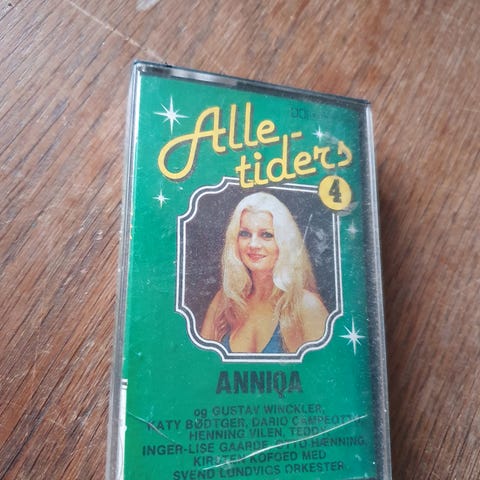 Alle-
tiders
4
ANNIQA
og GUSTAV WINCKLER,
KATY BØDTGER, DARIO CAMPEOTTO,
HENNING VILEN, TEDDY
INGER-LISE GAARDE, OTTO HÆNNING,
KIRSTEN KOFOED MED
SVEND LUNDVIGS ORKESTER